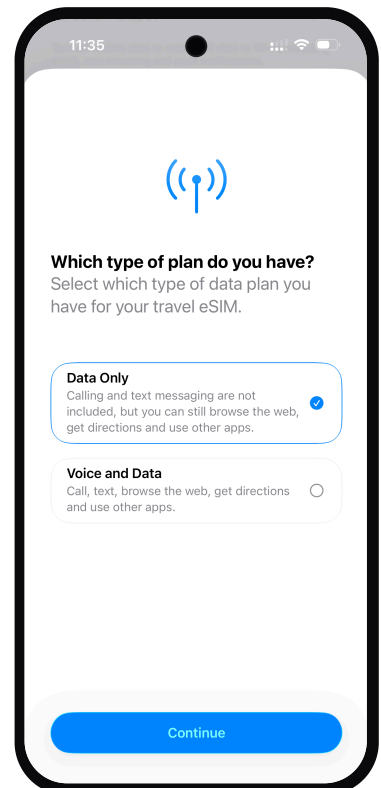 11:35
Which type of plan do you have?
Select which type of data plan you
have for your travel eSIM.
Data Only
Calling and text messaging are not
included, but you can still browse the web,
get directions and use other apps.
Voice and Data
Call, text, browse the web, get directions
and use other apps.
Continue